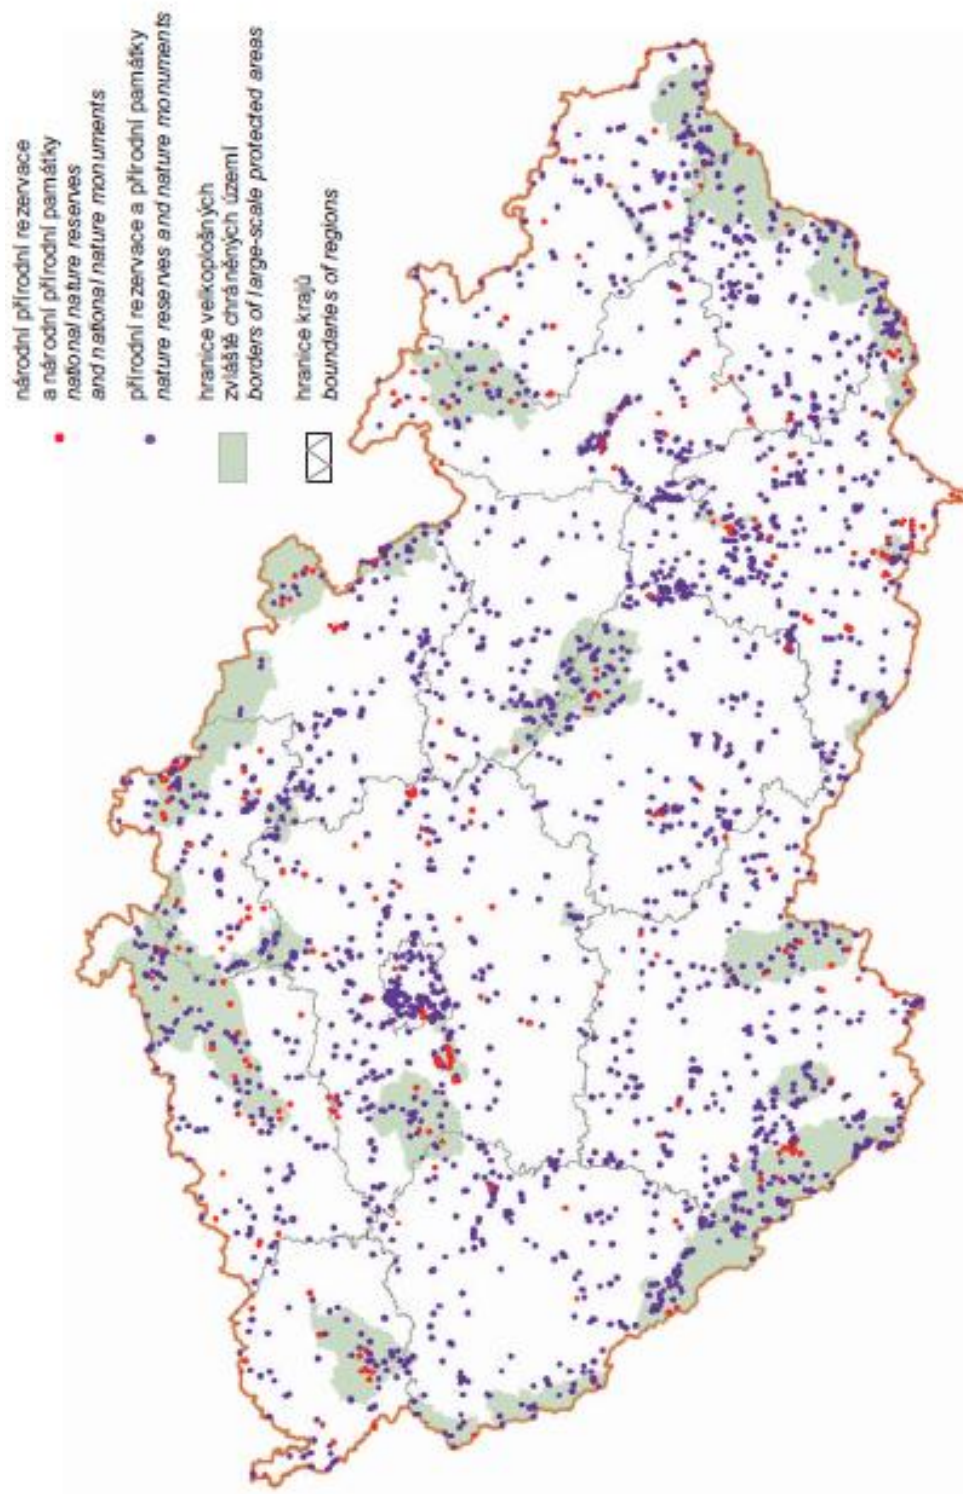 národní přírodní rezervace
a národní přírodní památky
national nature reserves
and national nature monuments
přírodní rezervace a přírodní památky
nature reserves and nature monuments
hranice velkoplošných
zvláště chráněných území
borders of large-scale protected areas
hranice krajů
boundaries of regions